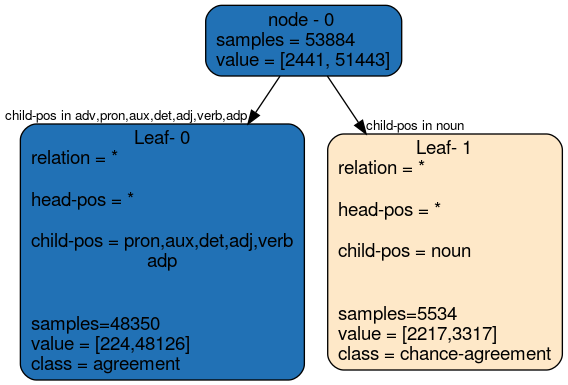 node - 0
samples = 53884
value = [2441, 51443]
child-pos in adv,pron,aux,det,adj,verb,adp
child-pos in noun
Leaf- 0
relation = *
head-pos = *
child-pos = pron,aux,det,adj,verb
adp
samples=48350
value = [224,48126]
class = agreement
Leaf- 1
relation = *
head-pos = *
child-pos = noun
samples=5534
value = [2217,3317]
class = chance-agreement